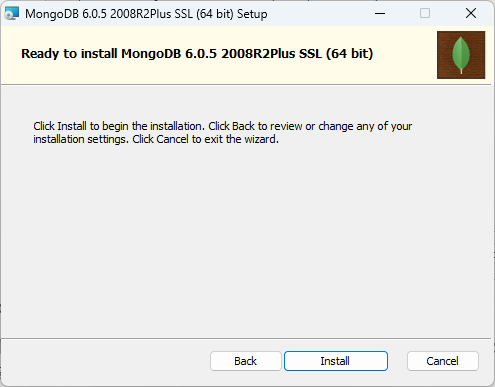 MongoDB 6.0.5 2008R2Plus SSL (64 bit) Setup
Ready to install MongoDB 6.0.5 2008R2Plus SSL (64 bit)
Click Install to begin the installation. Click Back to review or change any of your
installation settings. Click Cancel to exit the wizard.
Back
Install
Cancel